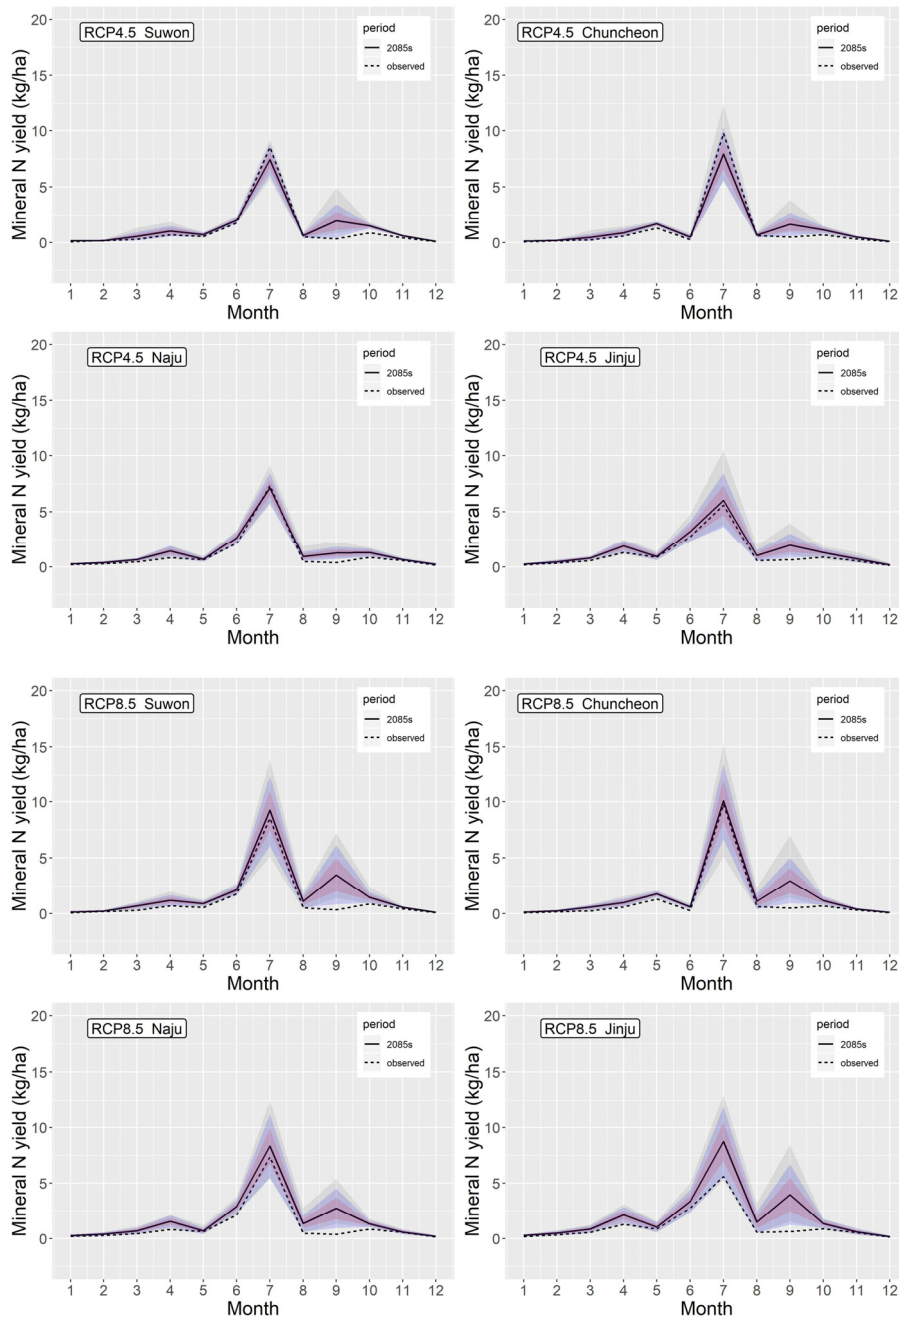 RCP4.5 Suwon
period
2085s
observed
Mineral N yield (kg/ha)
20
15
10
5
0
1 2 3 4 5 6 7 8 9 10 11 12
Month
RCP4.5 Chuncheon
period
2085s
observed
Mineral N yield (kg/ha)
20
15
10
5
0
1 2 3 4 5 6 7 8 9 10 11 12
Month
RCP4.5 Naju
period
2085s
observed
Mineral N yield (kg/ha)
20
15
10
5
0
1 2 3 4 5 6 7 8 9 10 11 12
Month
RCP4.5 Jinju
period
2085s
observed
Mineral N yield (kg/ha)
20
15
10
5
0
1 2 3 4 5 6 7 8 9 10 11 12
Month
RCP8.5 Suwon
period
2085s
observed
Mineral N yield (kg/ha)
20
15
10
5
0
1 2 3 4 5 6 7 8 9 10 11 12
Month
RCP8.5 Chuncheon
period
2085s
observed
Mineral N yield (kg/ha)
20
15
10
5
0
1 2 3 4 5 6 7 8 9 10 11 12
Month
RCP8.5 Naju
period
2085s
observed
Mineral N yield (kg/ha)
20
15
10
5
0
1 2 3 4 5 6 7 8 9 10 11 12
Month
RCP8.5 Jinju
period
2085s
observed
Mineral N yield (kg/ha)
20
15
10
5
0
1 2 3 4 5 6 7 8 9 10 11 12
Month